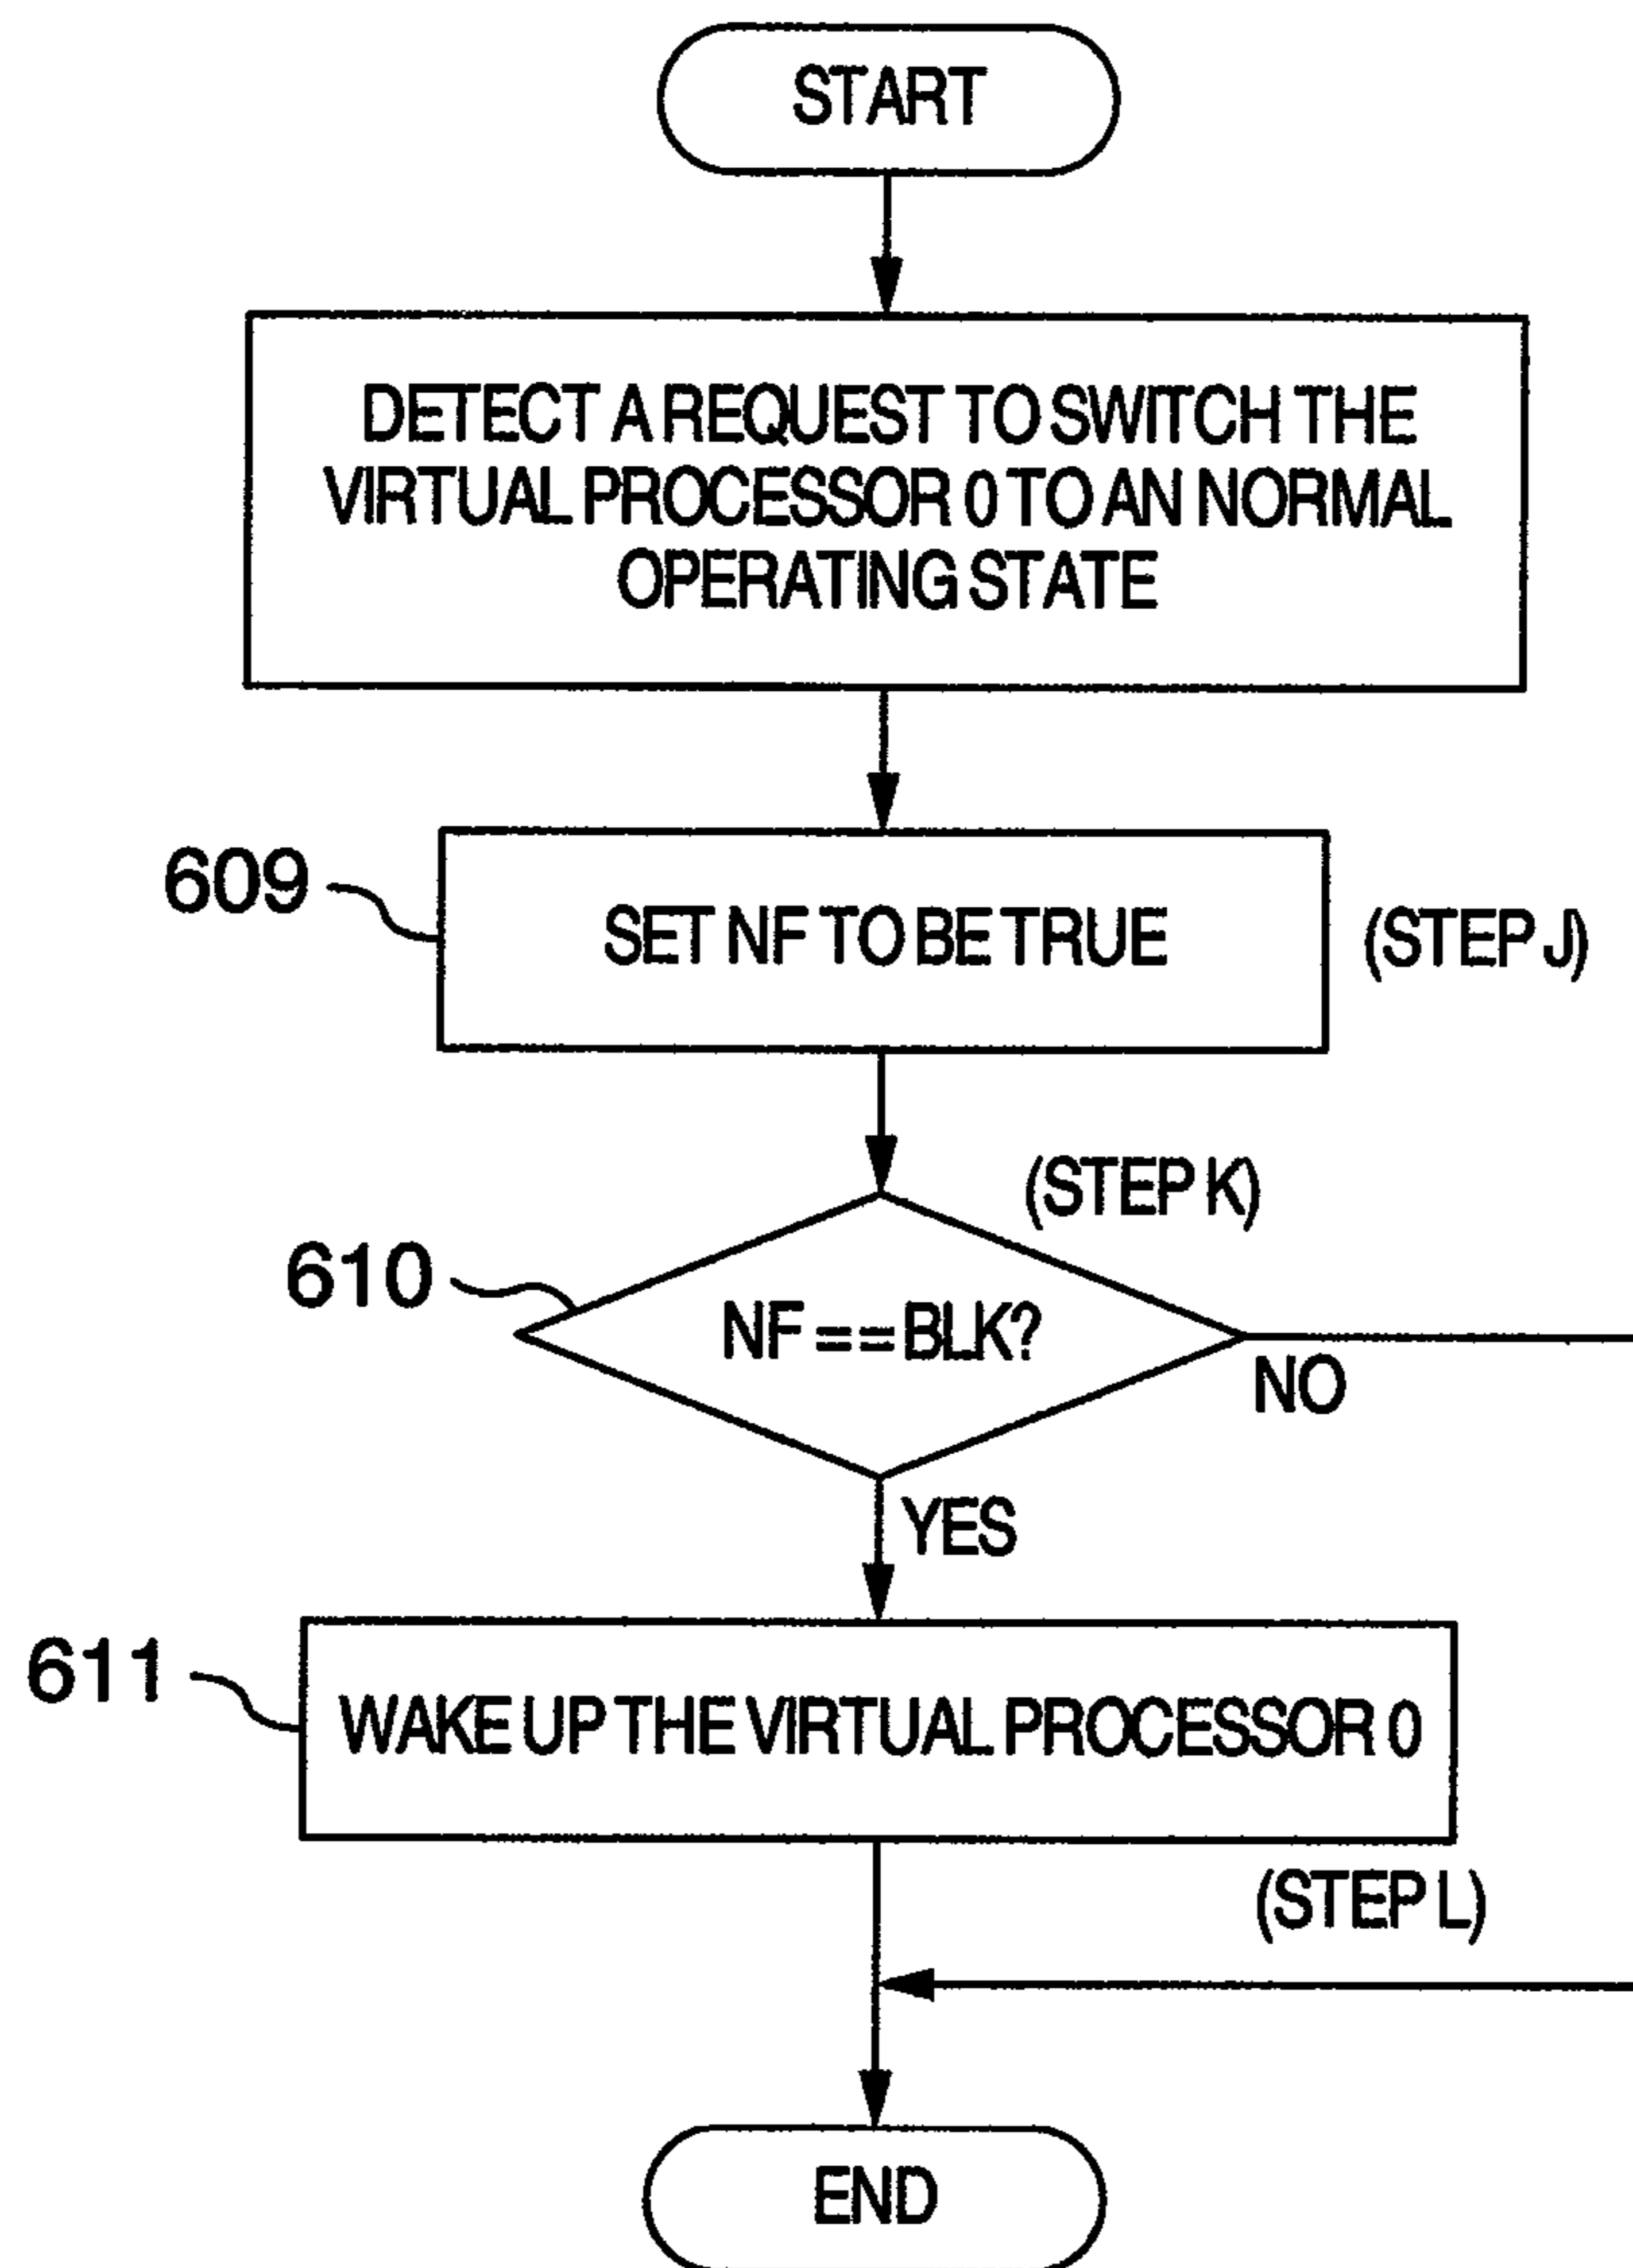 START
DETECT A REQUEST TO SWITCH THE
VIRTUAL PROCESSOR 0 TO AN NORMAL
OPERATING STATE
609
SET NF TO BE TRUE
(STEP J)
(STEP K)
610
NF==BLK?
NO
YES
611
WAKE UP THE VIRTUAL PROCESSOR 0
(STEP L)
END